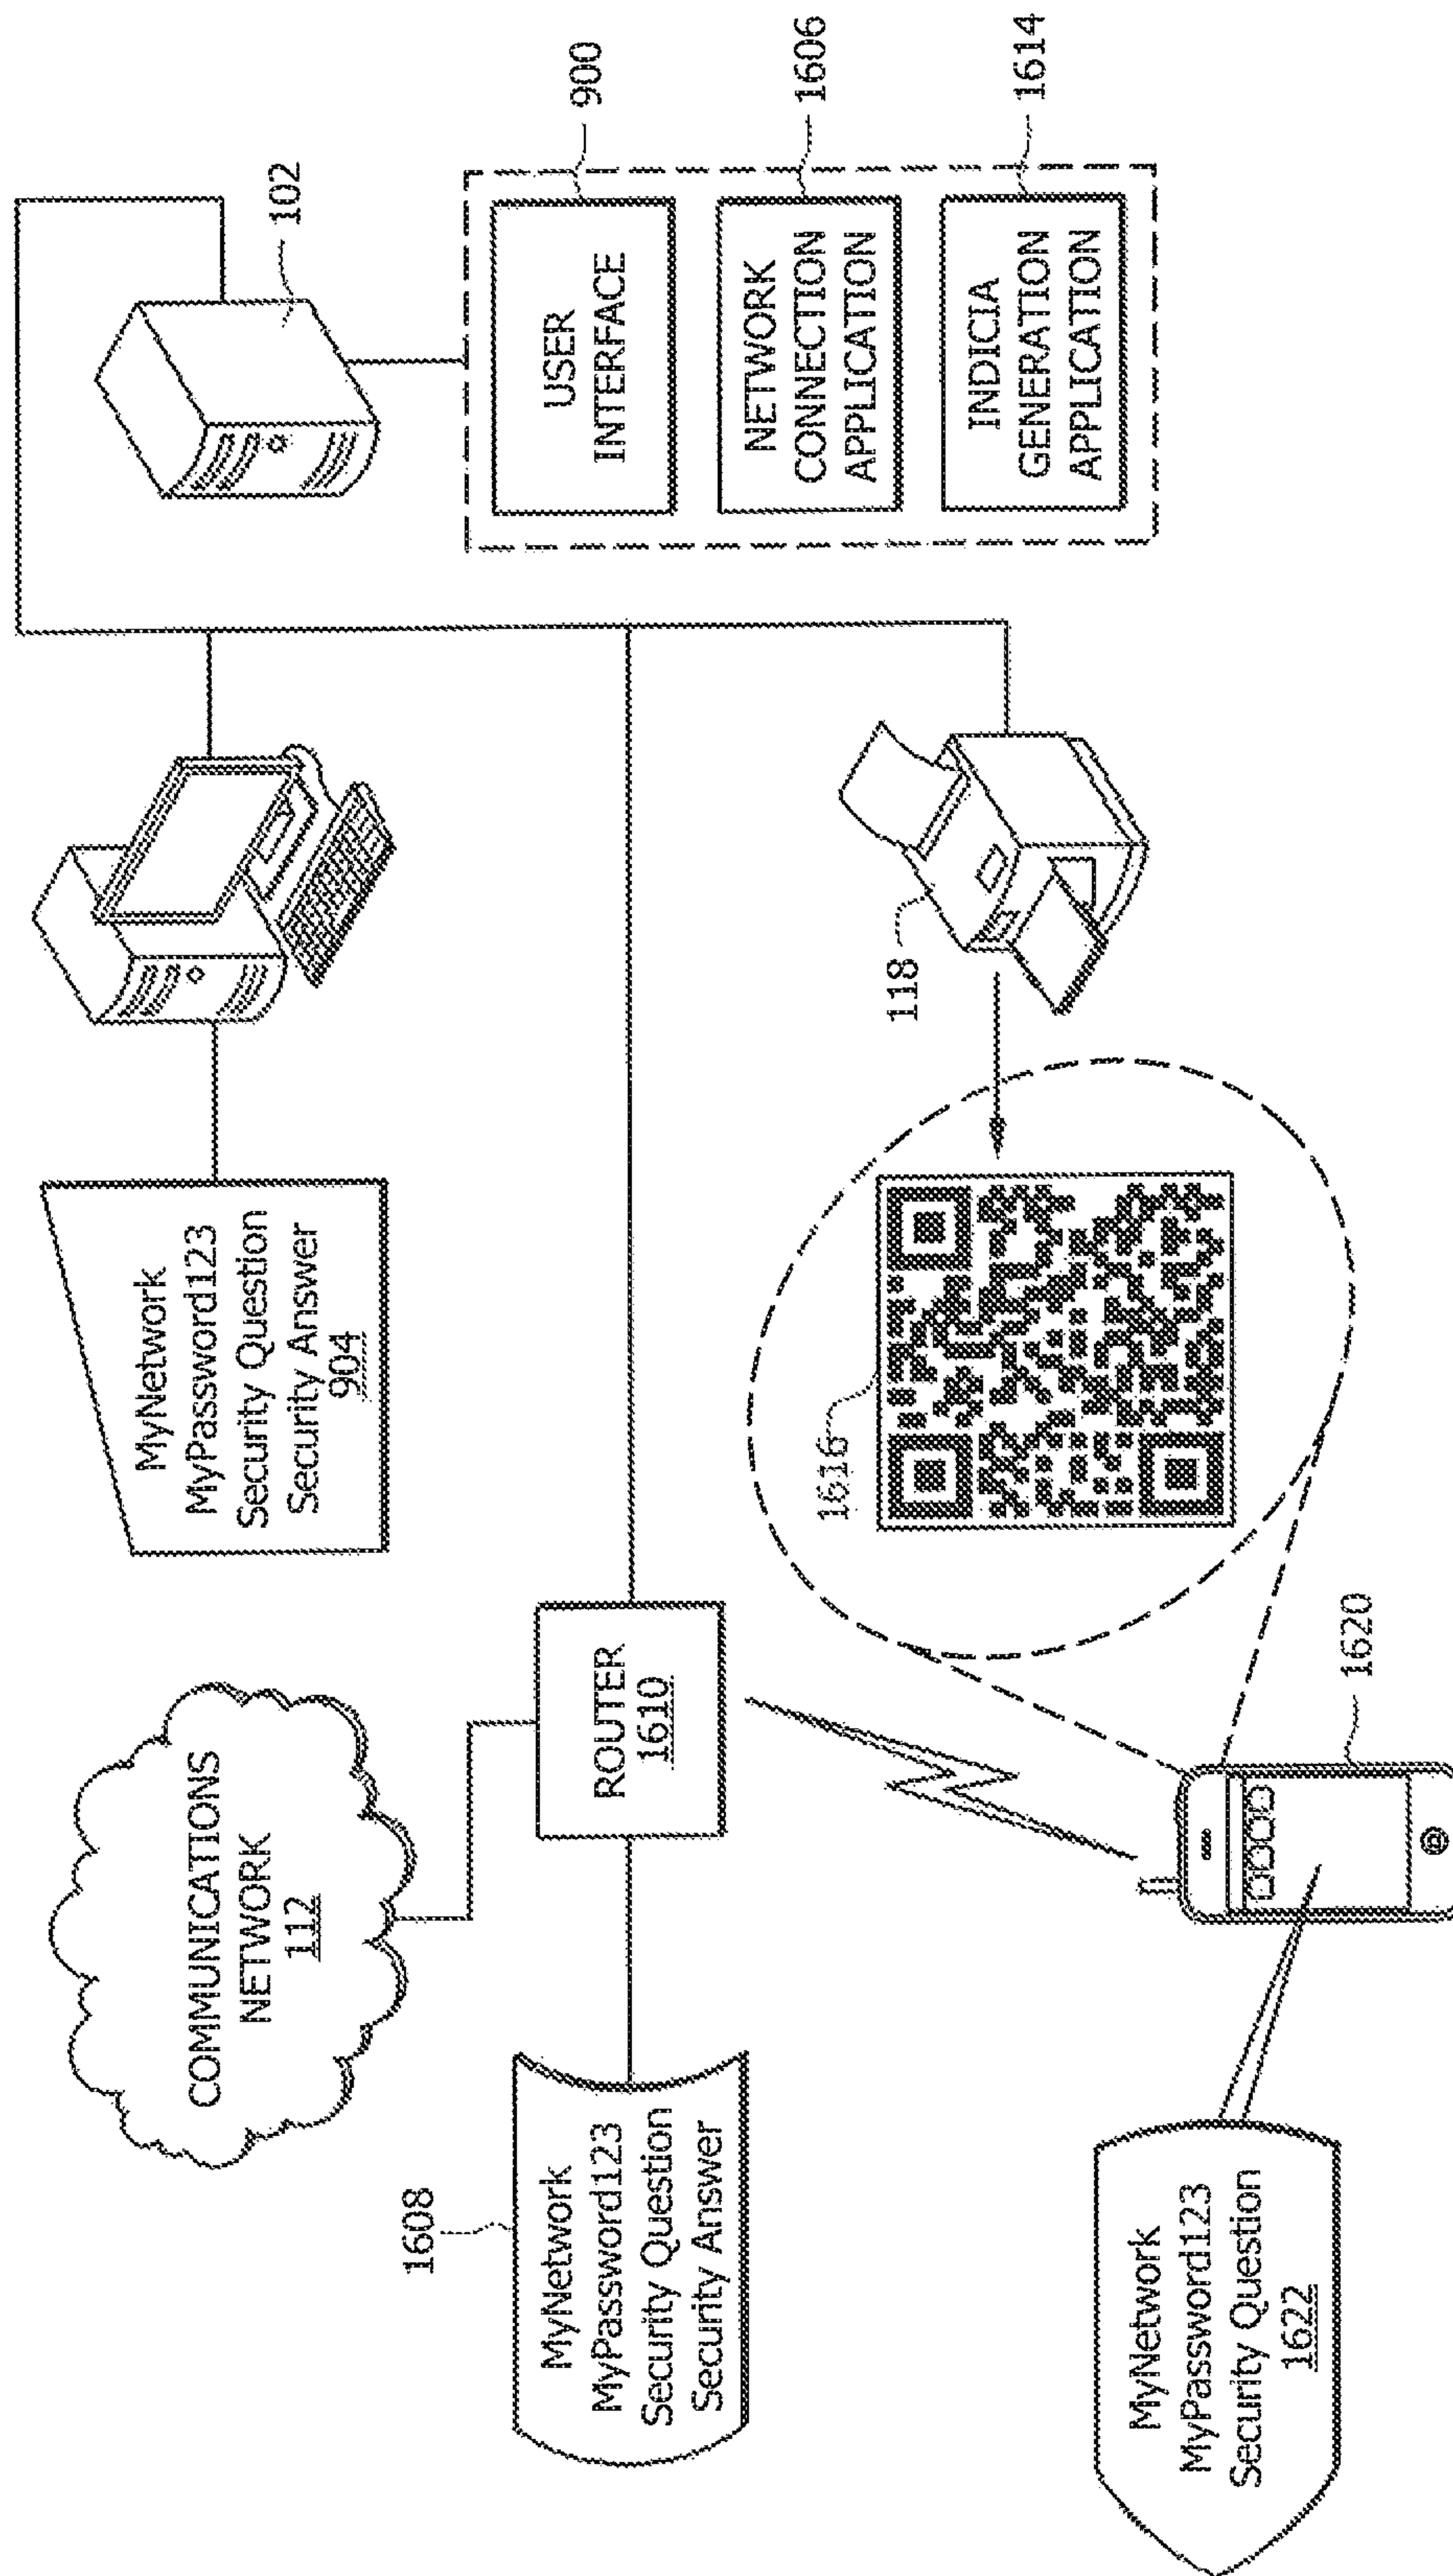 COMMUNICATIONS
NETWORK
112
MyNetwork
MyPassword123
Security Question
Security Answer
904
102
1608
MyNetwork
MyPassword123
Security Question
Security Answer
ROUTER
1610
USER
INTERFACE
900
NETWORK
CONNECTION
APPLICATION
1606
INDICIA
GENERATION
APPLICATION
1614
118
1616
1620
MyNetwork
MyPassword123
Security Question
1622